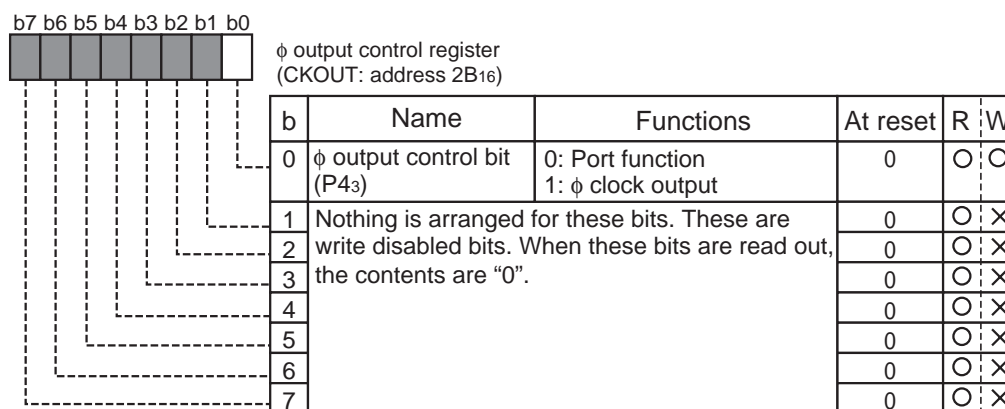 b7 b6 b5 b4 b3 b2 b1 b0
ϕ output control register
(CKOUT: address 2B16)
b Name Functions At reset R W
0 ϕ output control bit (P43) 0: Port function 1: ϕ clock output 0 O O
1 Nothing is arranged for these bits. These are 0 O ×
2 write disabled bits. When these bits are read out, 0 O ×
3 the contents are “0”. 0 O ×
4 0 O ×
5 0 O ×
6 0 O ×
7 0 O ×